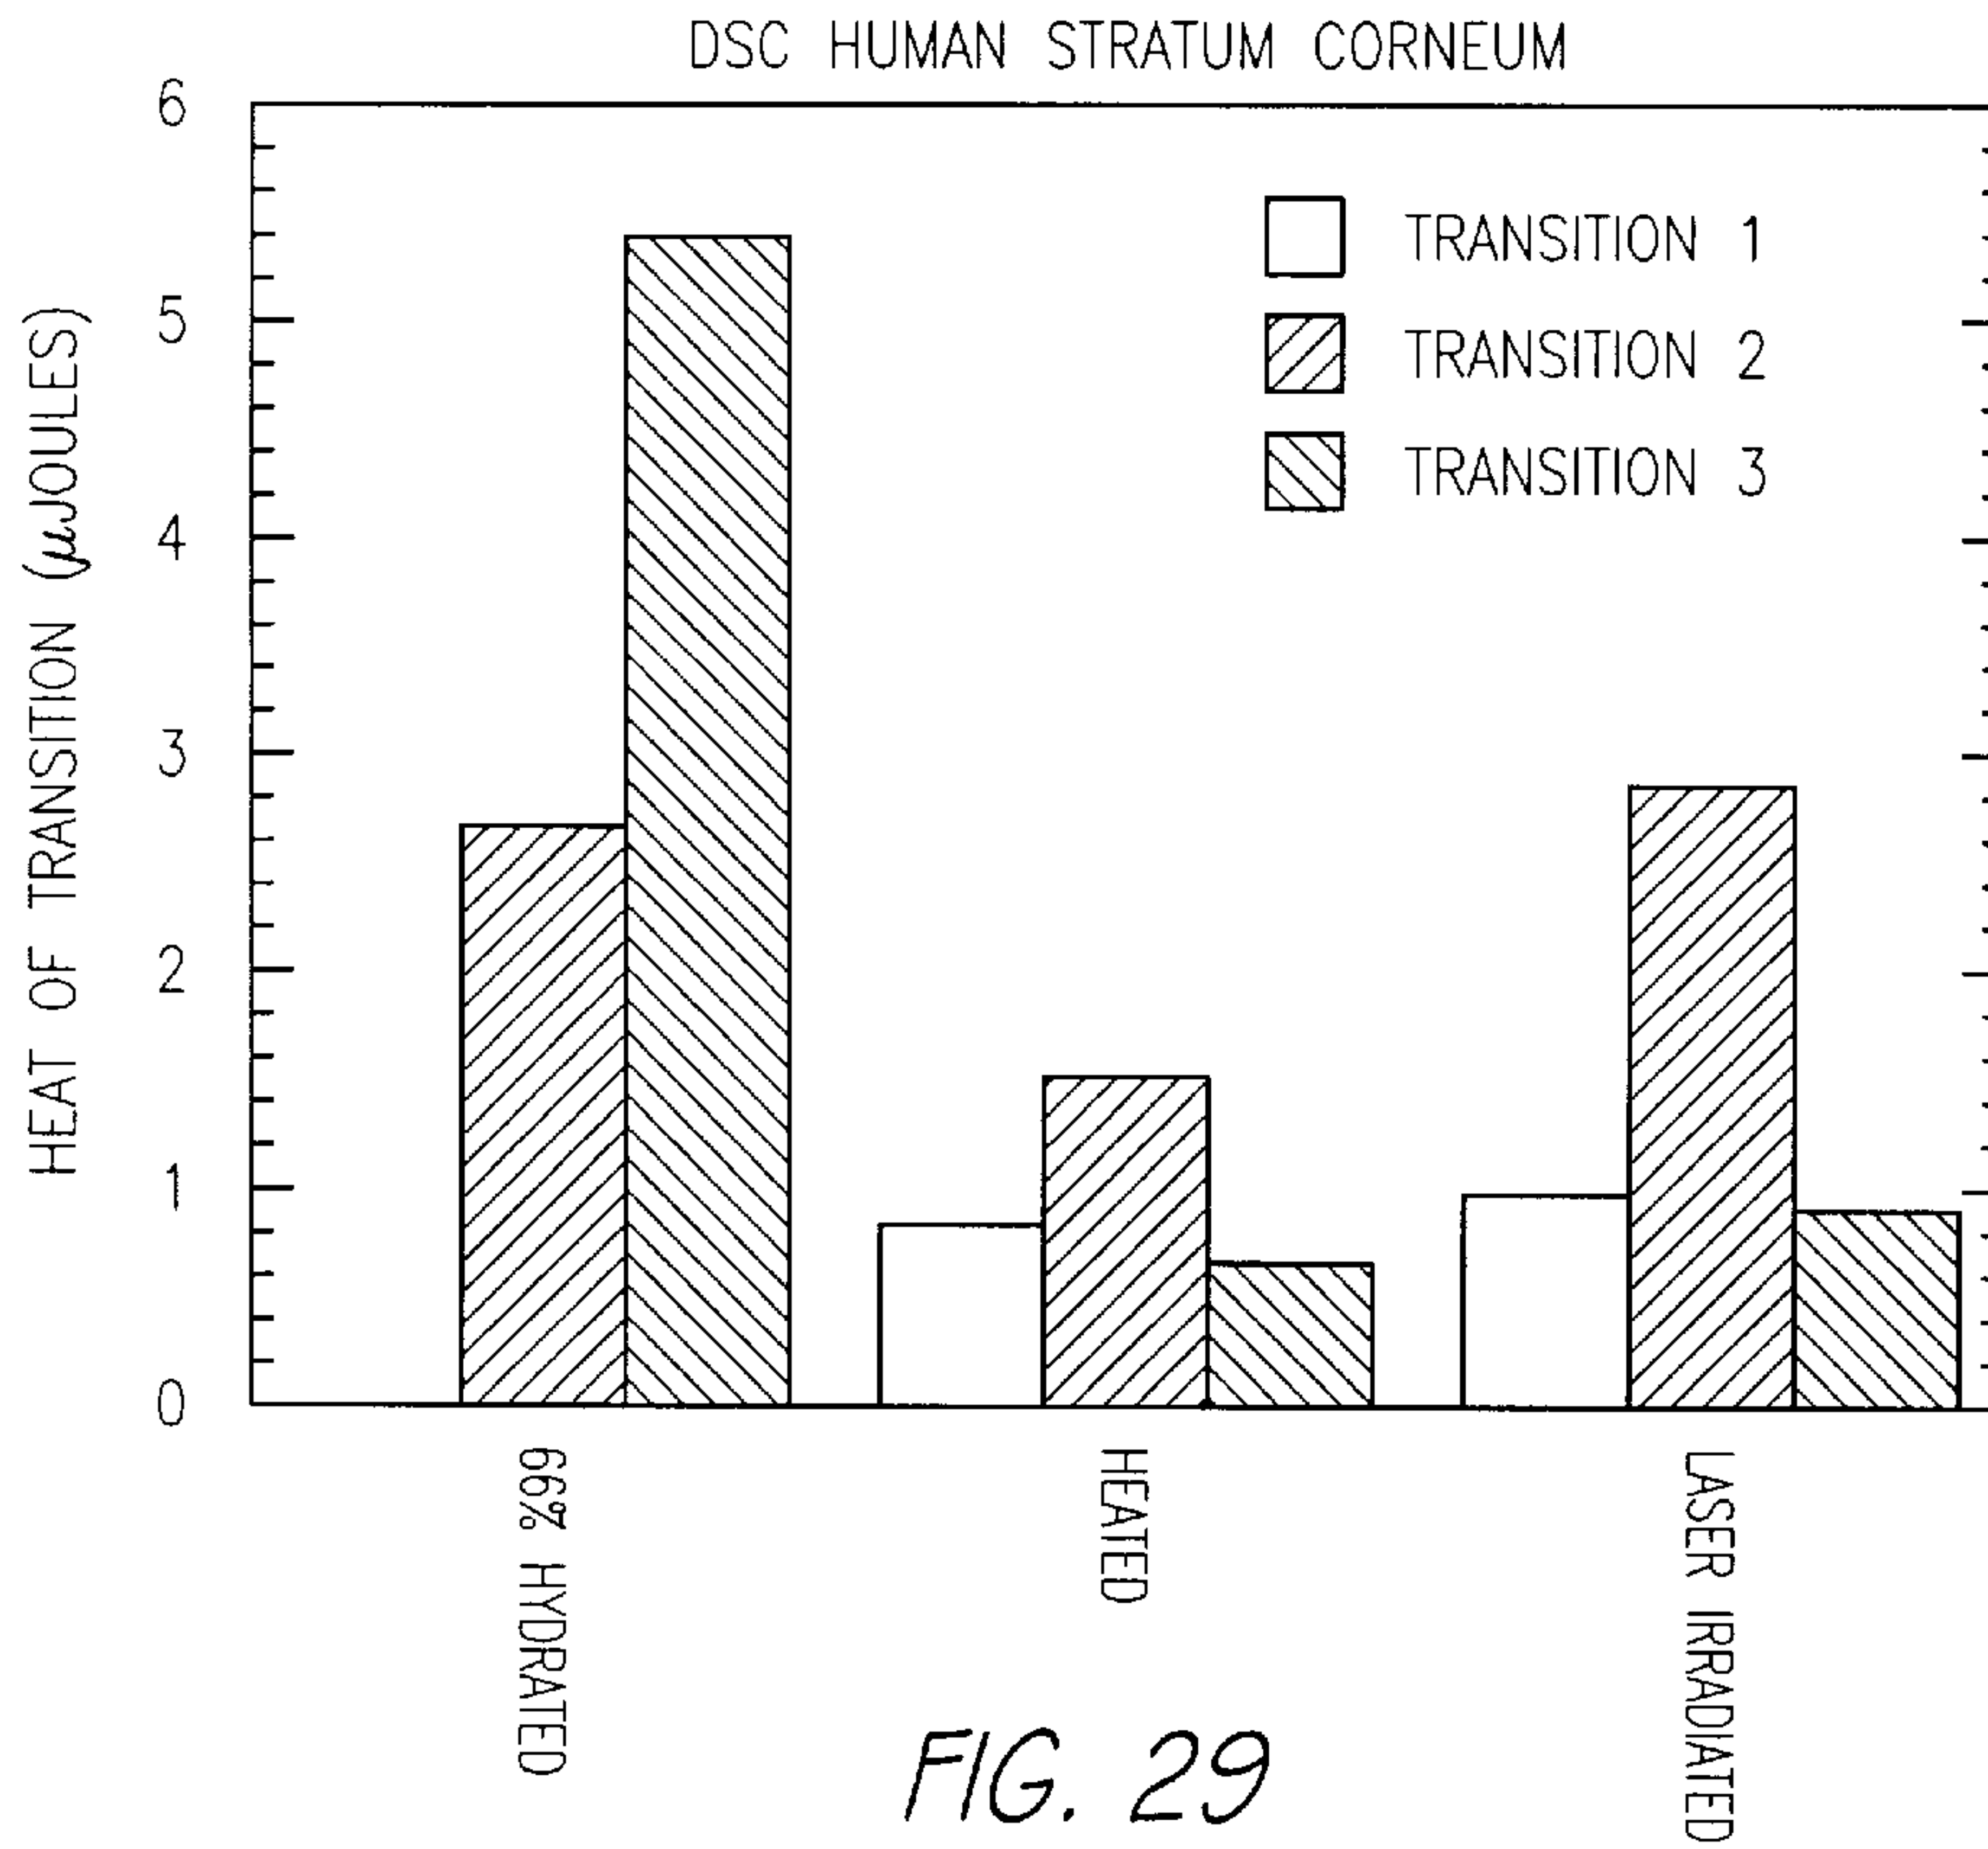 DSC HUMAN STRATUM CORNEUM
HEAT OF TRANSITION (μJOULES)
6
5
4
3
2
1
0
TRANSITION 1
TRANSITION 2
TRANSITION 3
66% HYDRATED
HEATED
LASER IRRADIATED
FIG. 29